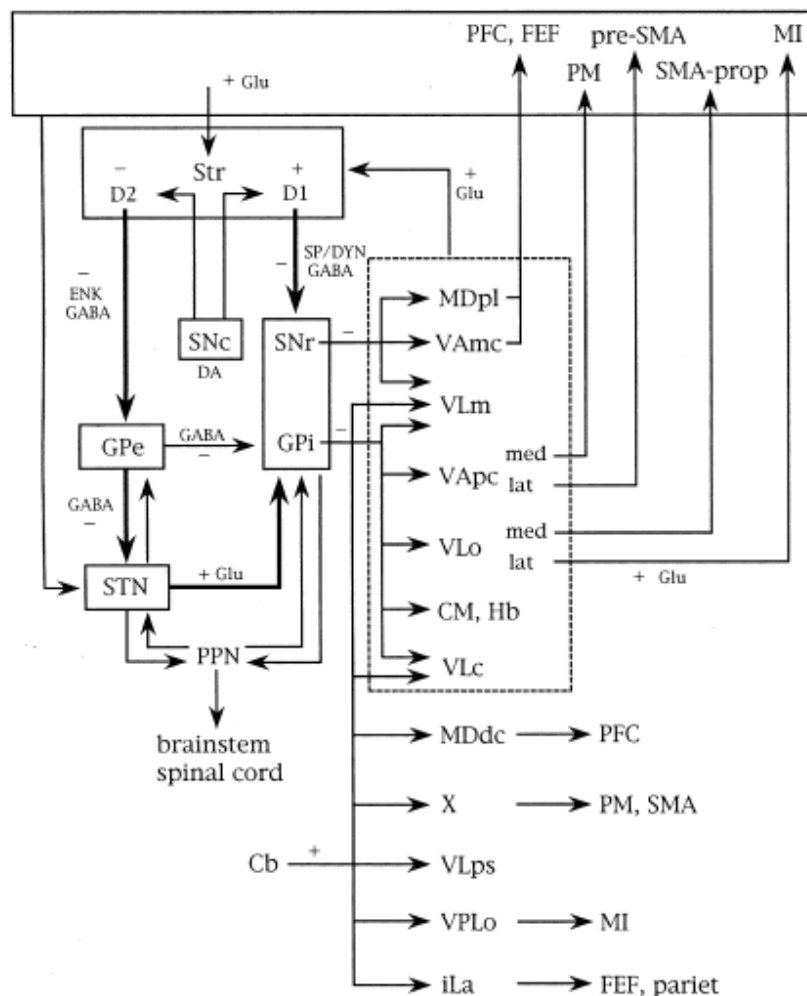 PFC, FEF
pre-SMA
MI
PM
SMA-prop
+ Glu
Str
–
+
D2
D1
+
Glu
–
ENK
GABA
–
SP/DYN
GABA
SNc
DA
SNr
–
MDpl
VAmc
VLm
GPe
GABA
–
GPi
–
VApc
med
lat
GABA
–
VLo
med
lat
+ Glu
STN
+ Glu
CM, Hb
PPN
VLc
brainstem
spinal cord
MDdc
PFC
X
PM, SMA
Cb
+
VLps
VPLo
MI
iLa
FEF, pariet